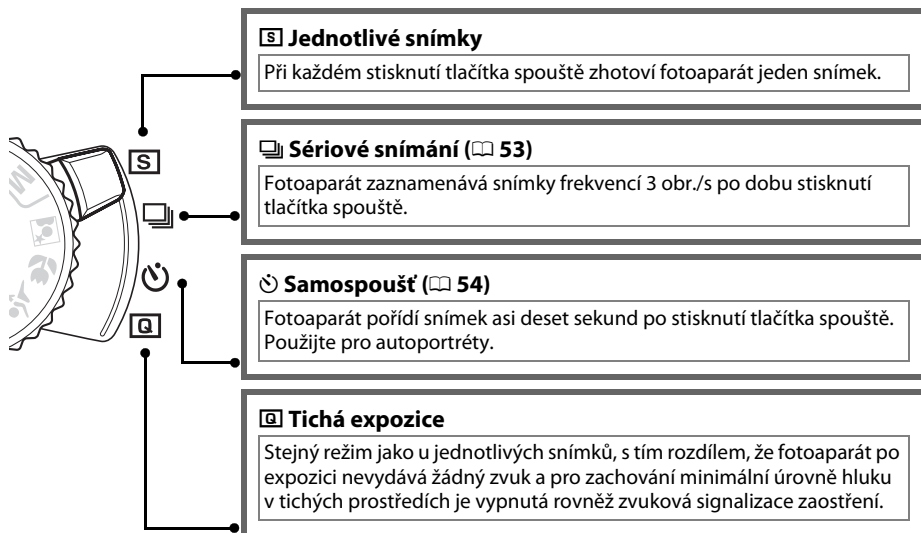 S Jednotlivé snímky
Při každém stisknutí tlačítka spouště zhotoví fotoaparát jeden snímek.
Sériové snímání (📖 53)
Fotoaparát zaznamenává snímky frekvencí 3 obr./s po dobu stisknutí
tlačítka spouště.
Samospoušť (📖 54)
Fotoaparát pořídí snímek asi deset sekund po stisknutí tlačítka spouště.
Použijte pro autoportréty.
Q Tichá expozice
Stejný režim jako u jednotlivých snímků, s tím rozdílem, že fotoaparát po
expozici nevydává žádný zvuk a pro zachování minimální úrovně hluku
v tichých prostředích je vypnutá rovněž zvuková signalizace zaostření.
S
Q
M